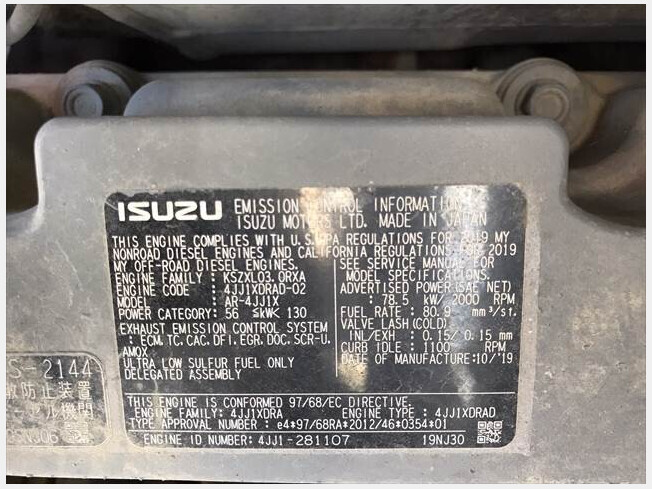 ISUZU EMISSION CONTROL INFORMATION
ISUZU MOTORS LTD. MADE IN JAPAN
THIS ENGINE COMPLIES WITH U.S. EPA REGULATIONS FOR 2019 MY
NONROAD DIESEL ENGINES AND CALIFORNIA REGULATIONS FOR 2019
MY OFF-ROAD DIESEL ENGINES.
ENGINE FAMILY : KSZXL03.0RXA
ENGINE CODE : 4JJ1XDRAD-02
MODEL : AR-4JJ1X
POWER CATEGORY: 56 ≦kW< 130
EXHAUST EMISSION CONTROL SYSTEM
: ECM, TC, CAC, DFI, EGR, DOC, SCR-U,
AMOX
ULTRA LOW SULFUR FUEL ONLY
DELEGATED ASSEMBLY
SEE SERVICE MANUAL FOR
MODEL SPECIFICATIONS.
ADVERTISED POWER (SAE NET)
: 78.5 kW/ 2000 RPM
FUEL RATE: 80.9 mm³/st.
VALVE LASH (COLD)
IN/EXH : 0.15/ 0.15 mm
CURB IDLE : 1100 RPM
DATE OF MANUFACTURE:10/'19
THIS ENGINE IS CONFORMED 97/68/EC DIRECTIVE.
ENGINE FAMILY: 4JJ1XDRA ENGINE TYPE : 4JJ1XDRAD
TYPE APPROVAL NUMBER : e4*97/68RA*2012/46*0354*01
ENGINE ID NUMBER: 4JJ1-281107 19NJ30
S-2144
防止装置